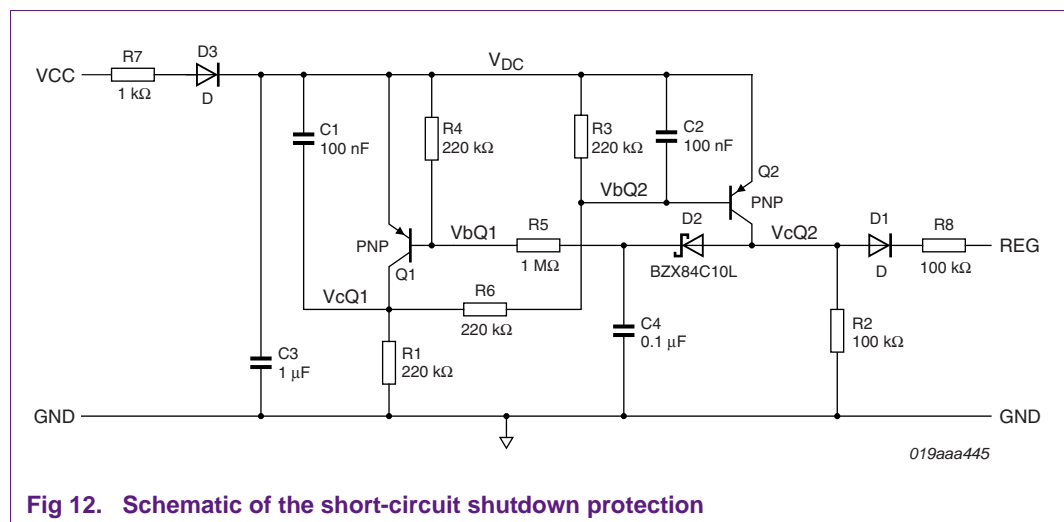 R7
D3
VCC
1 kΩ
D
V_DC
C1
100 nF
R4
220 kΩ
R3
220 kΩ
C2
100 nF
Q2
PNP
VbQ2
PNP
Q1
VbQ1
R5
1 MΩ
D2
BZX84C10L
VcQ2
D1
D
R8
100 kΩ
REG
VcQ1
R6
220 kΩ
C3
1 μF
R1
220 kΩ
C4
0.1 μF
R2
100 kΩ
GND
GND
019aaa445
Fig 12. Schematic of the short-circuit shutdown protection